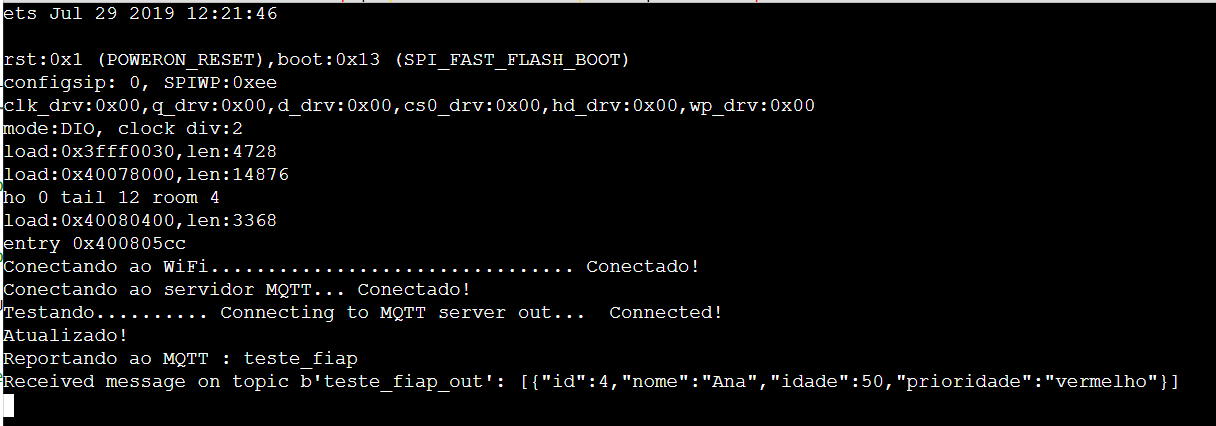 ets Jul 29 2019 12:21:46
rst:0x1 (POWERON_RESET),boot:0x13 (SPI_FAST_FLASH_BOOT)
configsip: 0, SPIWP:0xee
clk_drv:0x00,q_drv:0x00,d_drv:0x00,cs0_drv:0x00,hd_drv:0x00,wp_drv:0x00
mode:DIO, clock div:2
load:0x3fff0030,len:4728
load:0x40078000,len:14876
ho 0 tail 12 room 4
load:0x40080400,len:3368
entry 0x400805cc
Conectando ao WiFi................................ Conectado!
Conectando ao servidor MQTT... Conectado!
Testando.......... Connecting to MQTT server out...  Connected!
Atualizado!
Reportando ao MQTT : teste_fiap
Received message on topic b'teste_fiap_out': [{"id":4,"nome":"Ana","idade":50,"prioridade":"vermelho"}]